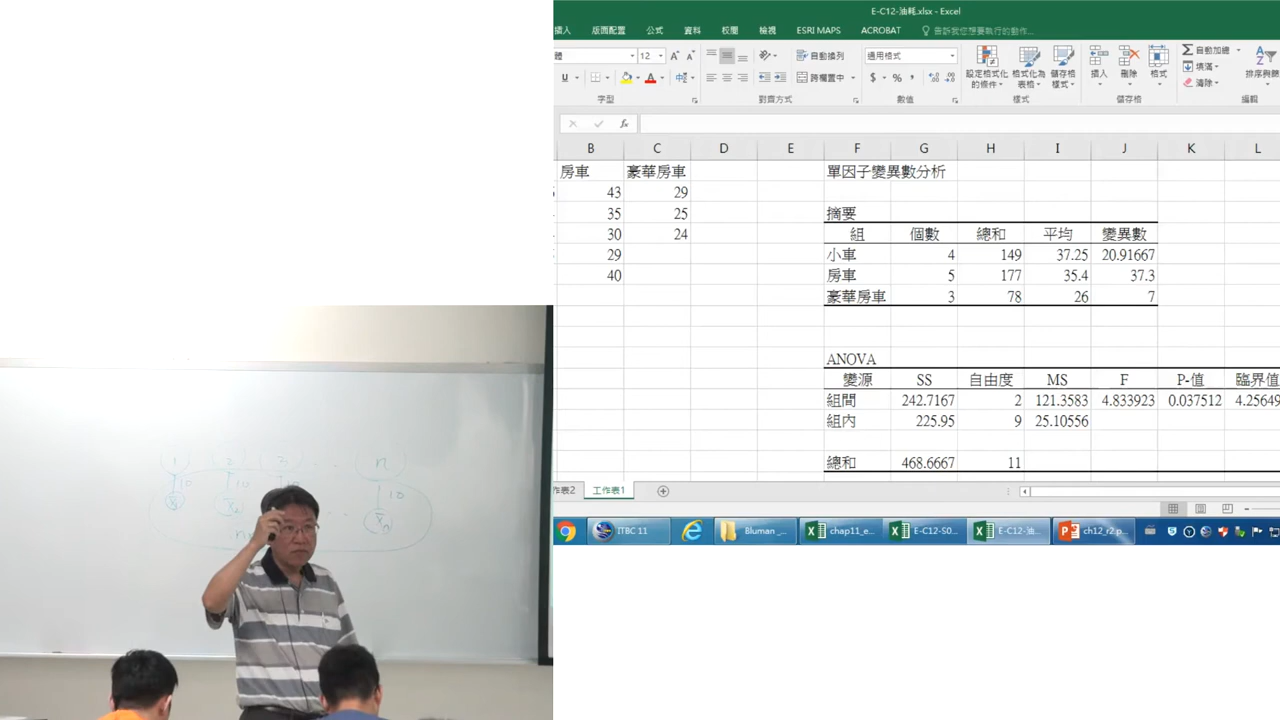 E-C12-油耗.xlsx - Excel
插入 版面配置 公式 資料 校閱 檢視 ESRI MAPS ACROBAT 告訴我您想要執行的動作...
體 12 A A 自動換列 通用格式 設定格式化的條件 格式化為表格 儲存格樣式 插入 刪除 格式 自動加總 填滿 清除
U A 跨欄置中 $ %
字型 對齊方式 數值 樣式 儲存格 編輯
fx
B C D E F G H I J K L
房車 豪華房車 單因子變異數分析
43 29
35 25 摘要
30 24 組 個數 總和 平均 變異數
29 小車 4 149 37.25 20.91667
40 房車 5 177 35.4 37.3
豪華房車 3 78 26 7
ANOVA
變源 SS 自由度 MS F P-值 臨界值
組間 242.7167 2 121.3583 4.833923 0.037512 4.25649
組內 225.95 9 25.10556
總和 468.6667 11
作表2 工作表1
ITBC 11 Bluman _... chap11_e... E-C12-S0... E-C12-油... ch12_r2.p...
1 2 3 n
10 10 10 10